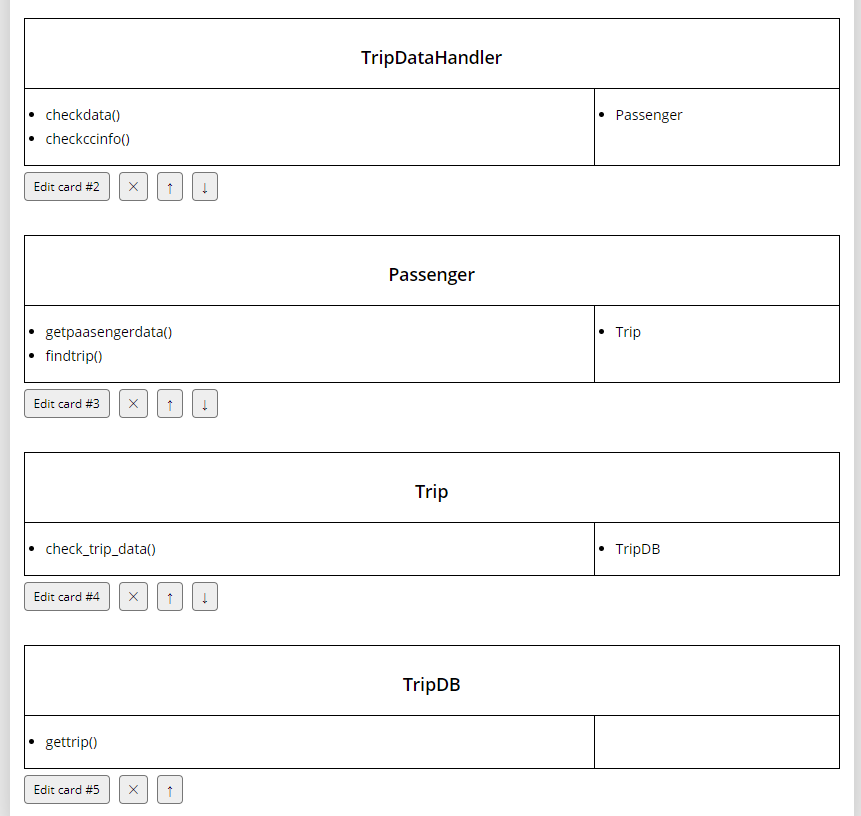 TripDataHandler
• checkdata()
• checkccinfo()
• Passenger
Edit card #2 × ↑ ↓
Passenger
• getpaasengerdata()
• findtrip()
• Trip
Edit card #3 × ↑ ↓
Trip
• check_trip_data()
• TripDB
Edit card #4 × ↑ ↓
TripDB
• gettrip()
Edit card #5 × ↑